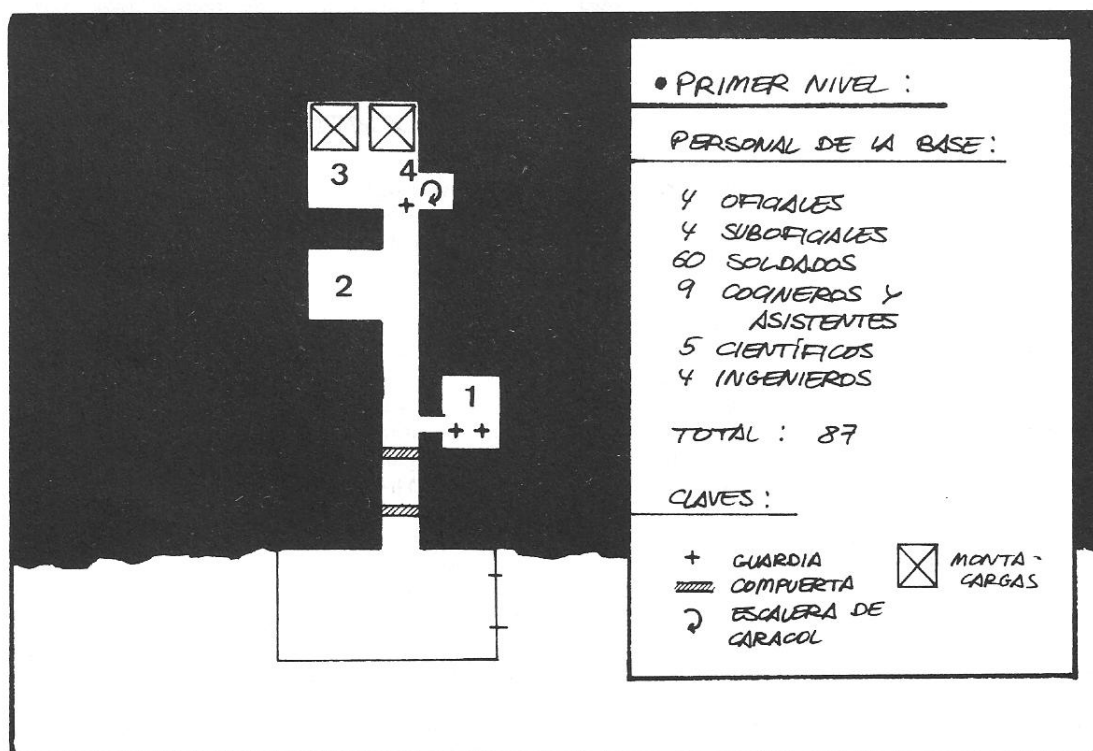 3
4
2
1
• PRIMER NIVEL :
PERSONAL DE LA BASE :
4 OFICIALES
4 SUBOFICIALES
60 SOLDADOS
9 COCINEROS Y
ASISTENTES
5 CIENTÍFICOS
4 INGENIEROS
TOTAL : 87
CLAVES :
+ GUARDIA
COMPUERTA
ESCALERA DE
CARACOL
MONTA-
CARGAS